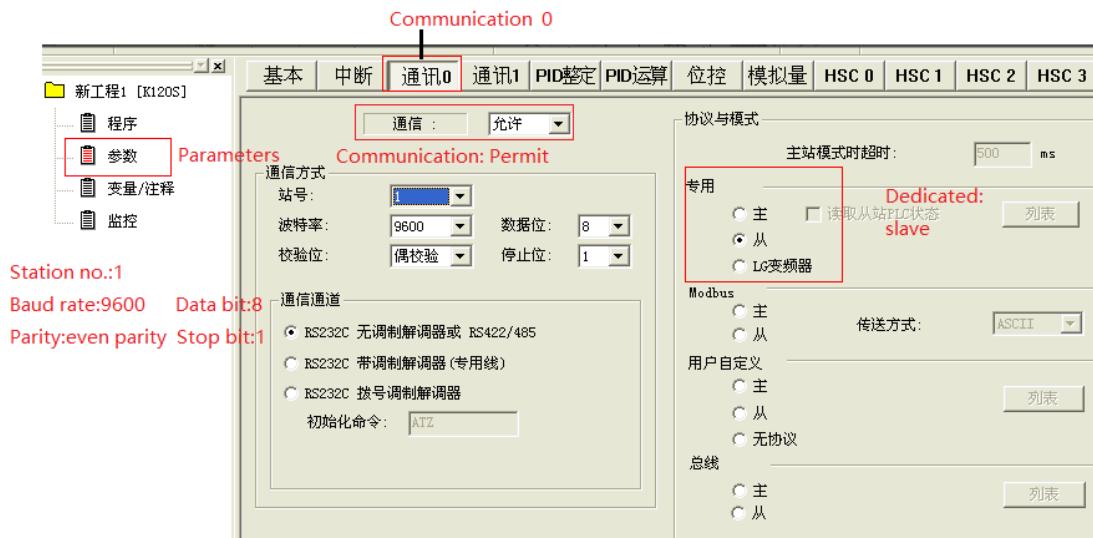 Communication 0
基本 中断 通讯0 通讯1 PID整定 PID运算 位控 模拟量 HSC 0 HSC 1 HSC 2 HSC 3
新工程1 [K120S]
程序
参数
Parameters
变量/注释
监控
Station no.:1
Baud rate:9600 Data bit:8
Parity:even parity Stop bit:1
通信 : 允许
Communication: Permit
通信方式
站号: 1
波特率: 9600 数据位: 8
校验位: 偶校验 停止位: 1
通信通道
RS232C 无调制解调器或 RS422/485
RS232C 带调制解调器(专用线)
RS232C 拨号调制解调器
初始化命令: ATZ
协议与模式
主站模式时超时: 500 ms
专用
主 读取从站PLC状态 列表
从
LG变频器
Dedicated:
slave
Modbus
主
从
传送方式: ASCII
用户自定义
主
从 列表
无协议
总线
主 列表
从